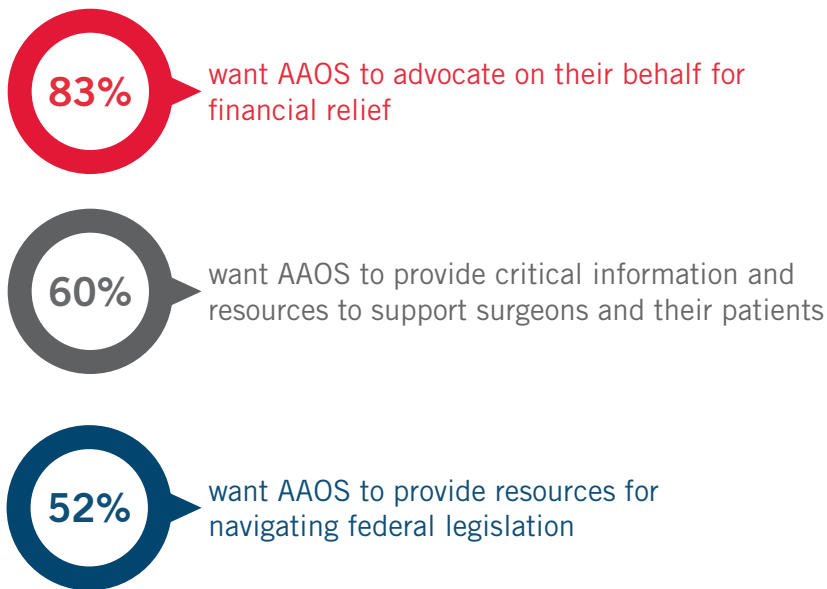 83%
want AAOS to advocate on their behalf for
financial relief
60%
want AAOS to provide critical information and
resources to support surgeons and their patients
52%
want AAOS to provide resources for
navigating federal legislation